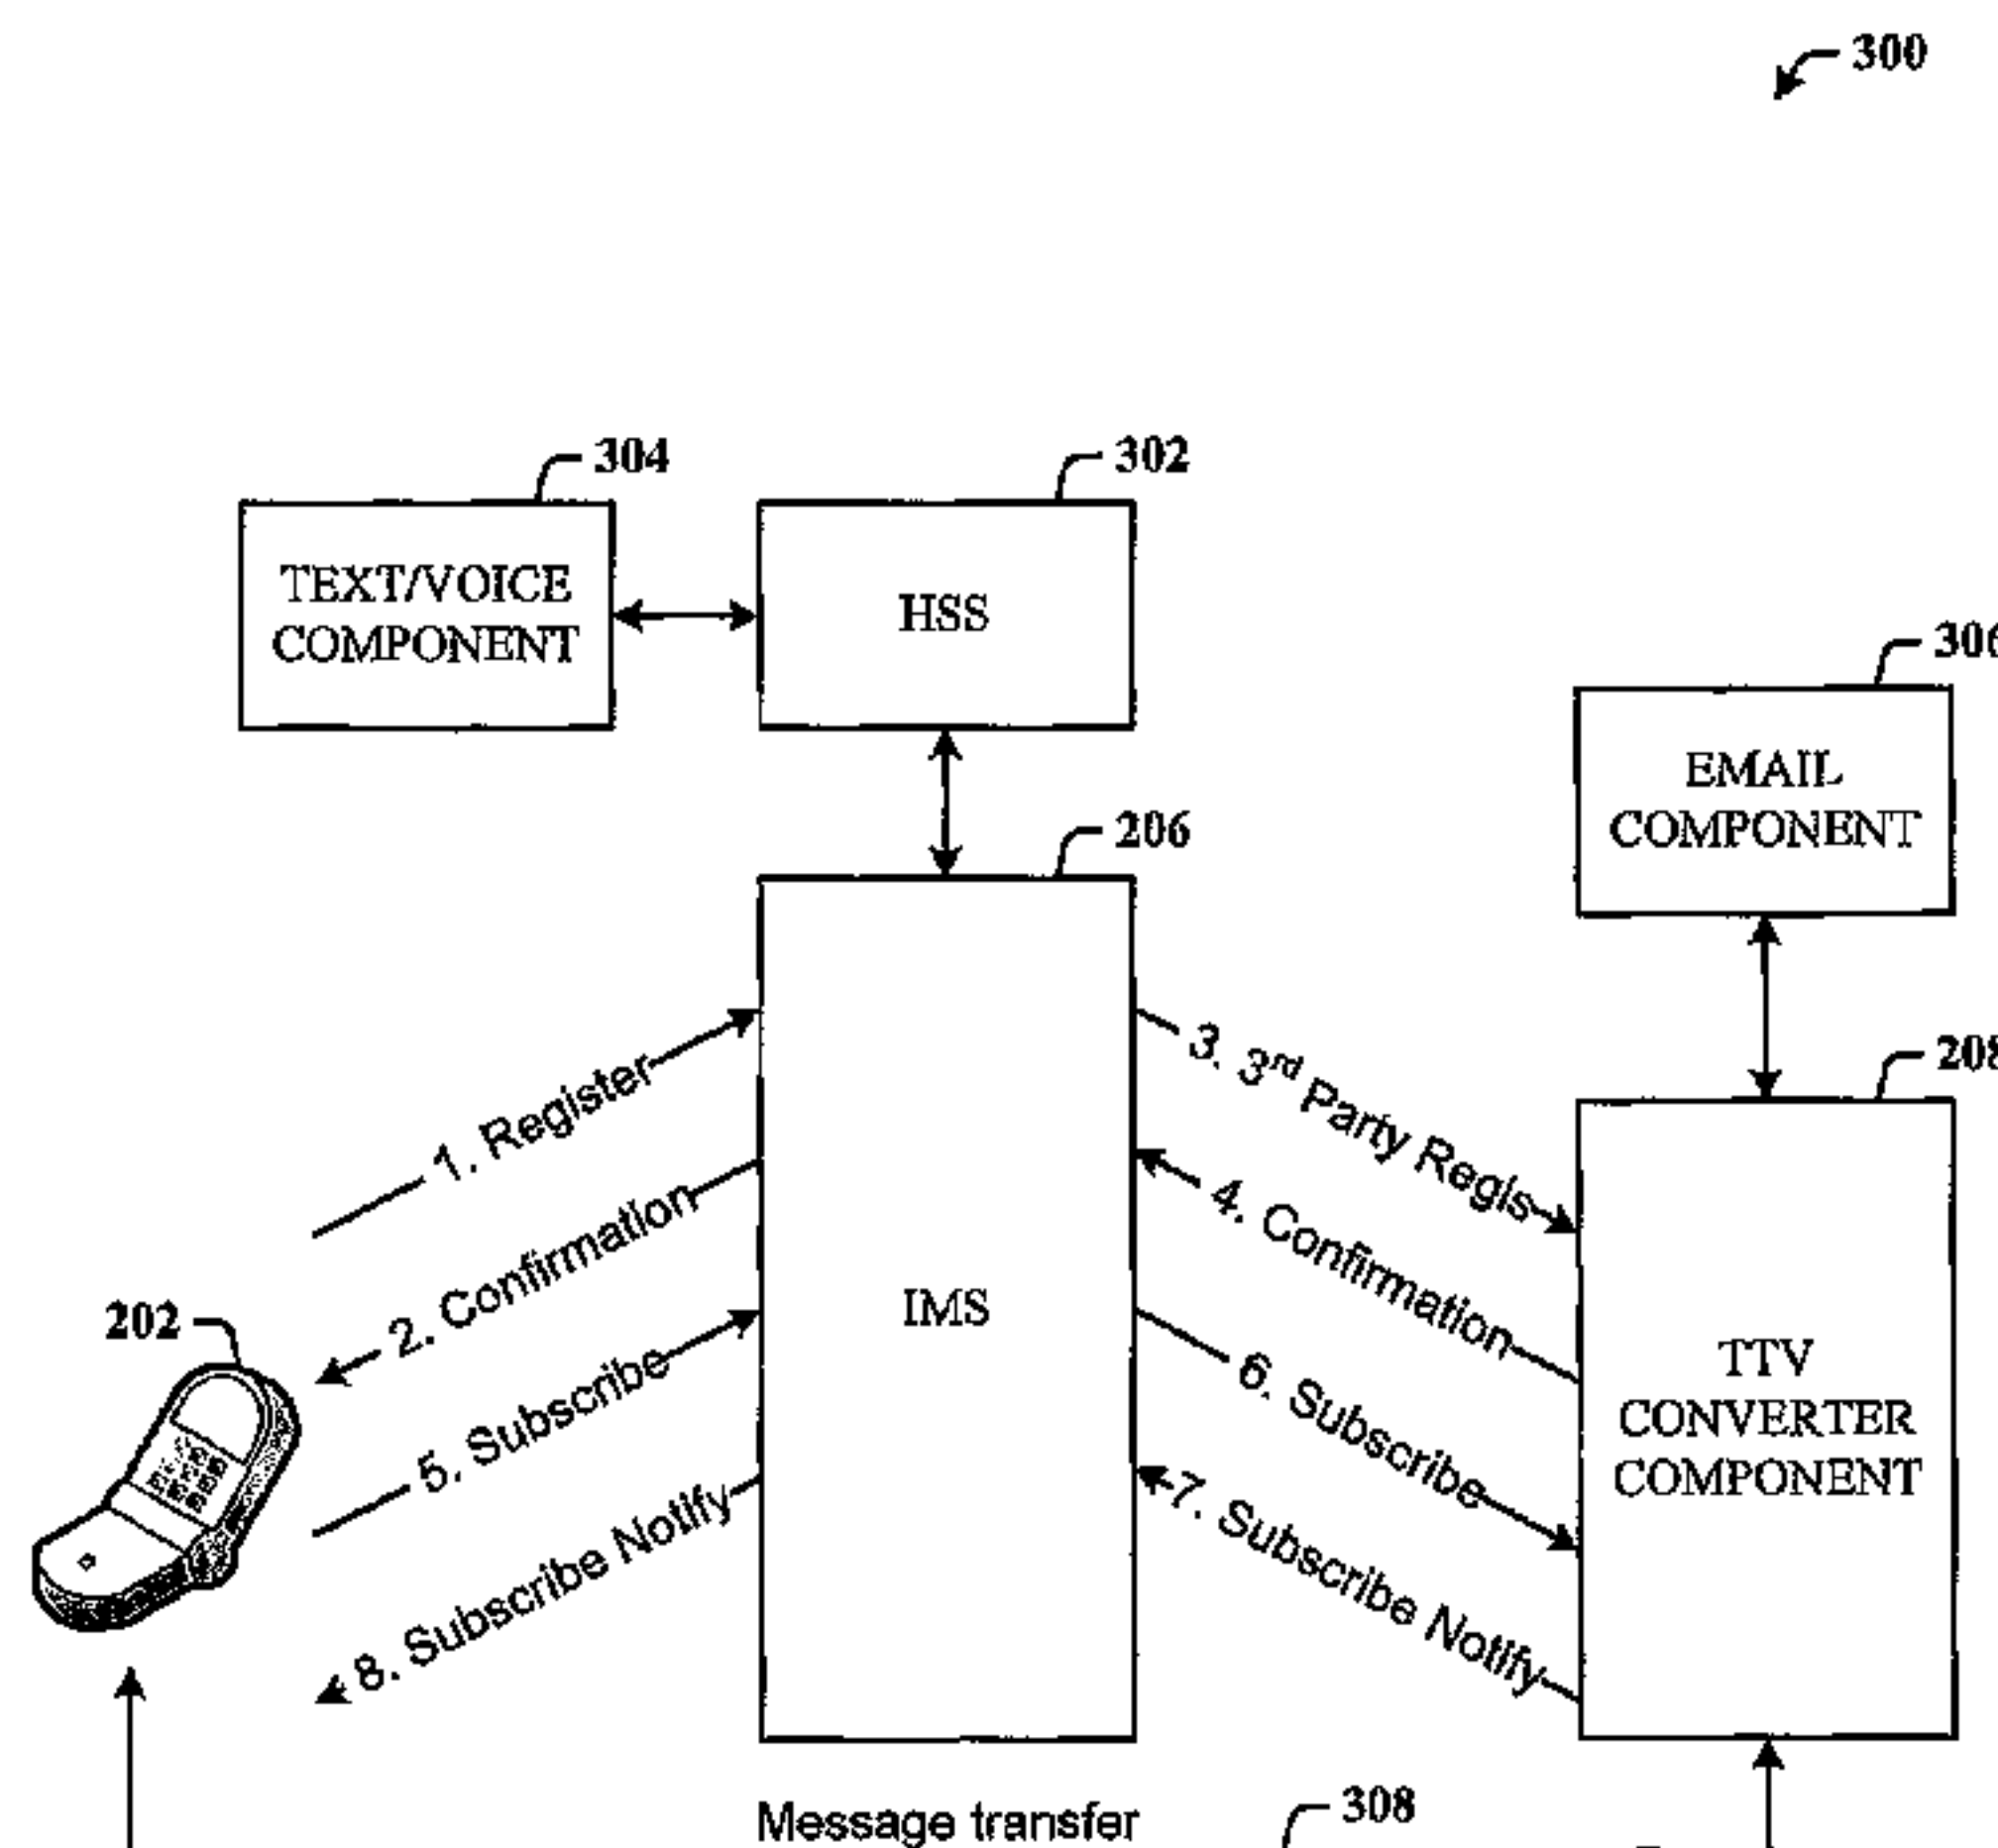 300
304
302
TEXT/VOICE
COMPONENT
HSS
306
EMAIL
COMPONENT
206
208
1. Register
3. 3rd Party Regis
2. Confirmation
4. Confirmation
202
IMS
5. Subscribe
6. Subscribe
TTV
CONVERTER
COMPONENT
8. Subscribe Notify
7. Subscribe Notify
Message transfer
308